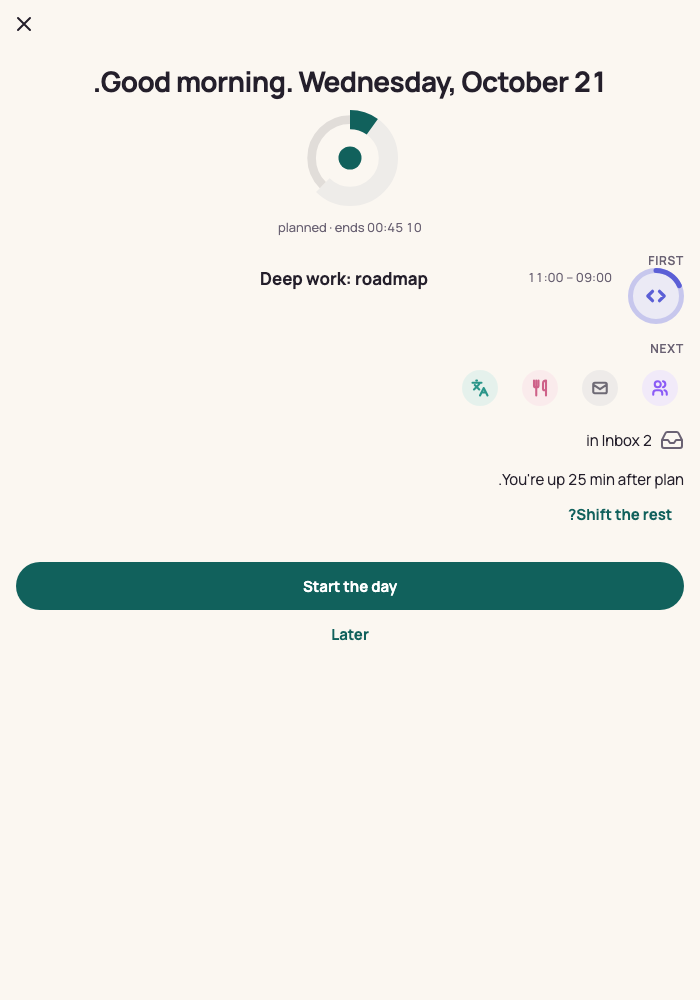 .Good morning. Wednesday, October 21
planned · ends 00:45 10
FIRST
11:00 – 09:00
Deep work: roadmap
NEXT
in Inbox 2
.You're up 25 min after plan
?Shift the rest
Start the day
Later